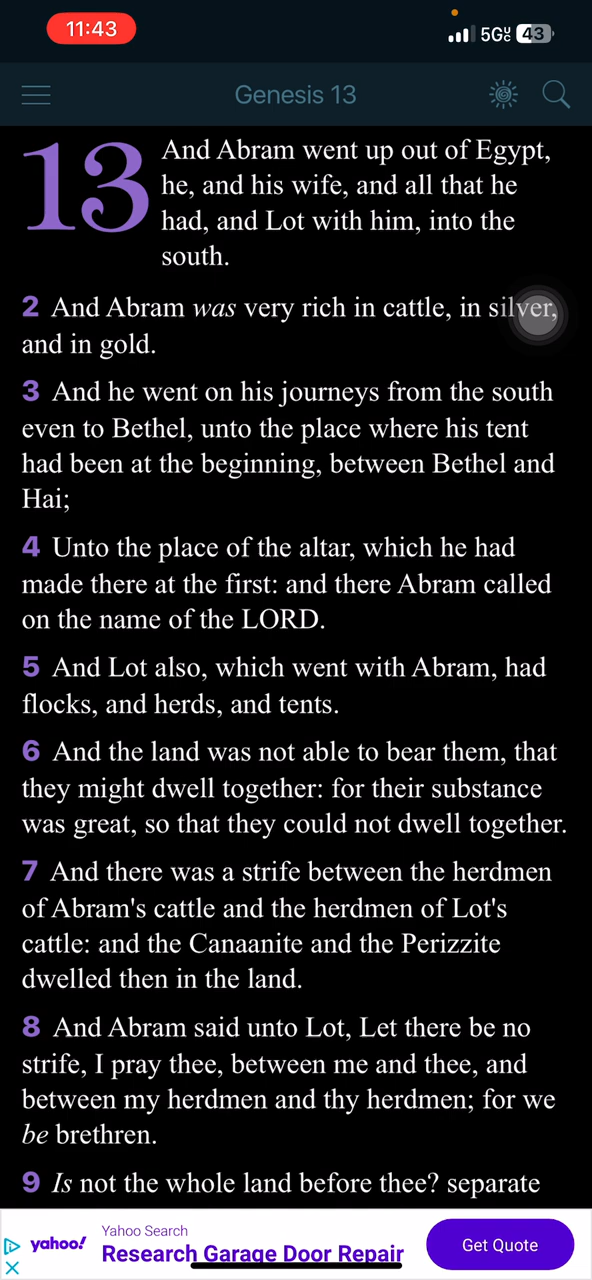 11:43
5G
43
Genesis 13
13 And Abram went up out of Egypt,
he, and his wife, and all that he
had, and Lot with him, into the
south.
2 And Abram was very rich in cattle, in silver,
and in gold.
3 And he went on his journeys from the south
even to Bethel, unto the place where his tent
had been at the beginning, between Bethel and
Hai;
4 Unto the place of the altar, which he had
made there at the first: and there Abram called
on the name of the LORD.
5 And Lot also, which went with Abram, had
flocks, and herds, and tents.
6 And the land was not able to bear them, that
they might dwell together: for their substance
was great, so that they could not dwell together.
7 And there was a strife between the herdmen
of Abram's cattle and the herdmen of Lot's
cattle: and the Canaanite and the Perizzite
dwelled then in the land.
8 And Abram said unto Lot, Let there be no
strife, I pray thee, between me and thee, and
between my herdmen and thy herdmen; for we
be brethren.
9 Is not the whole land before thee? separate
yahoo!
Yahoo Search
Research Garage Door Repair
Get Quote